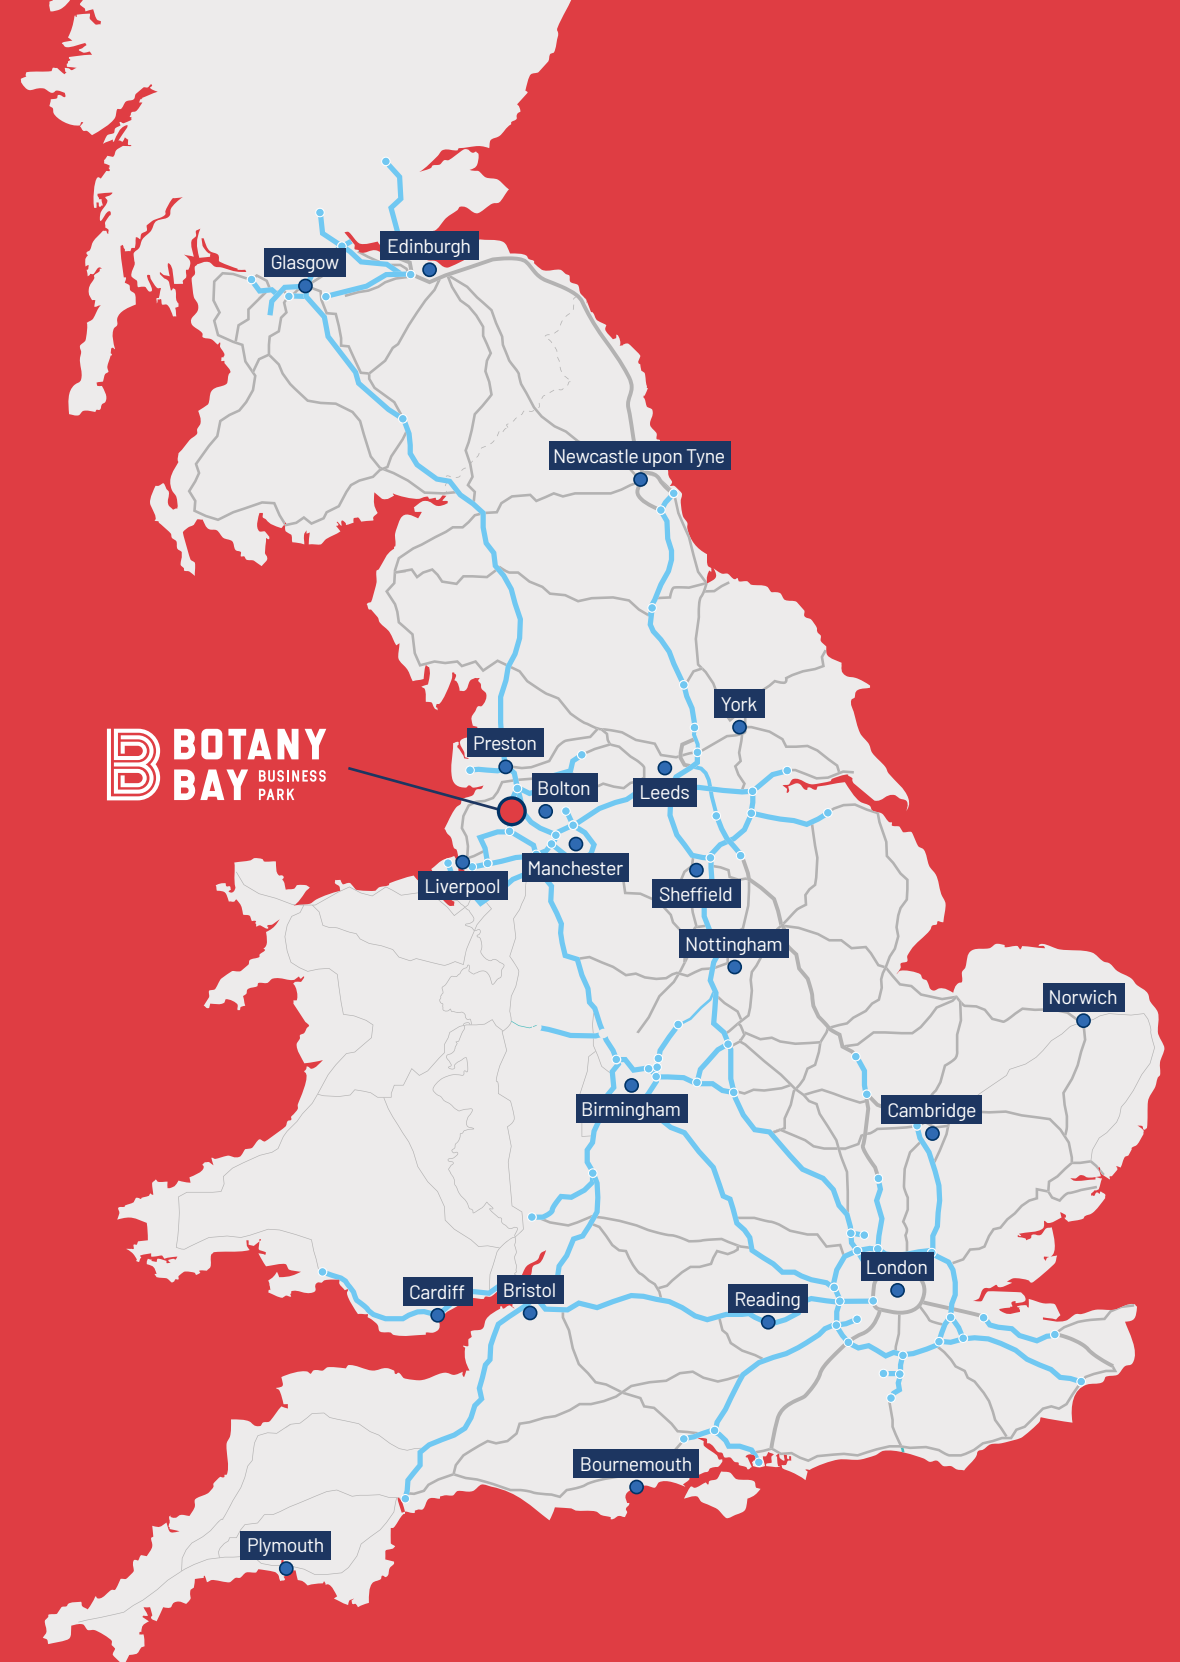 Edinburgh
Glasgow
Newcastle upon Tyne
York
BOTANY
BAY BUSINESS
PARK
Preston
Bolton
Leeds
Manchester
Liverpool
Sheffield
Nottingham
Norwich
Birmingham
Cambridge
London
Cardiff
Bristol
Reading
Bournemouth
Plymouth